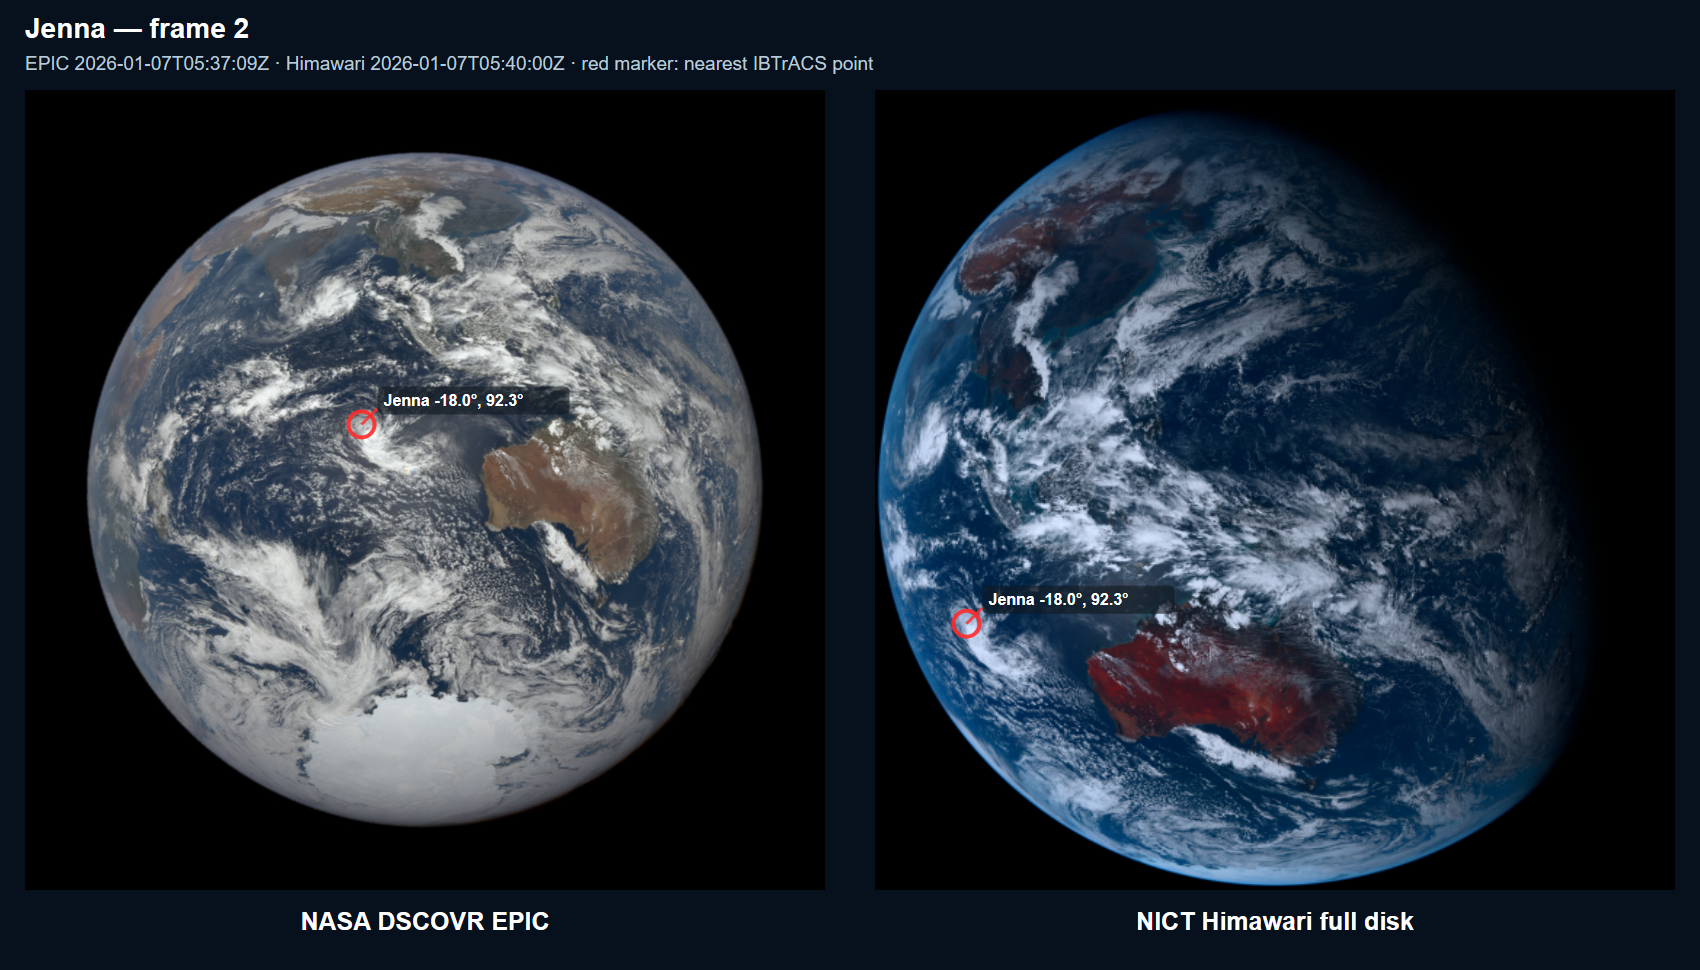 Jenna — frame 2
EPIC 2026-01-07T05:37:09Z · Himawari 2026-01-07T05:40:00Z · red marker: nearest IBTrACS point
Jenna -18.0°, 92.3°
Jenna -18.0°, 92.3°
NASA DSCOVR EPIC
NICT Himawari full disk